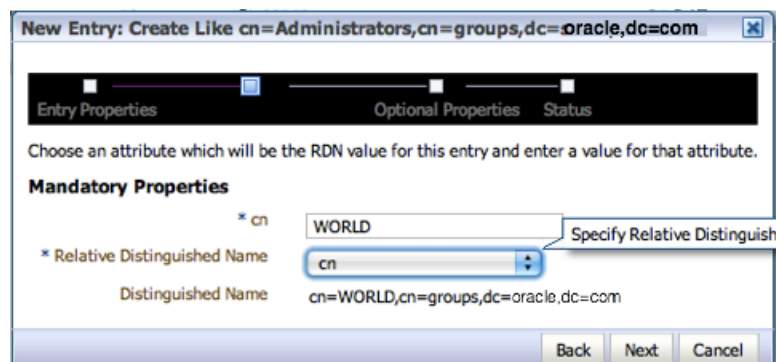 New Entry: Create Like cn=Administrators,cn=groups,dc=oracle,dc=com
Entry Properties Optional Properties Status
Choose an attribute which will be the RDN value for this entry and enter a value for that attribute.
Mandatory Properties
* cn WORLD
Specify Relative Distinguish
* Relative Distinguished Name cn
Distinguished Name cn=WORLD,cn=groups,dc=oracle,dc=com
Back Next Cancel